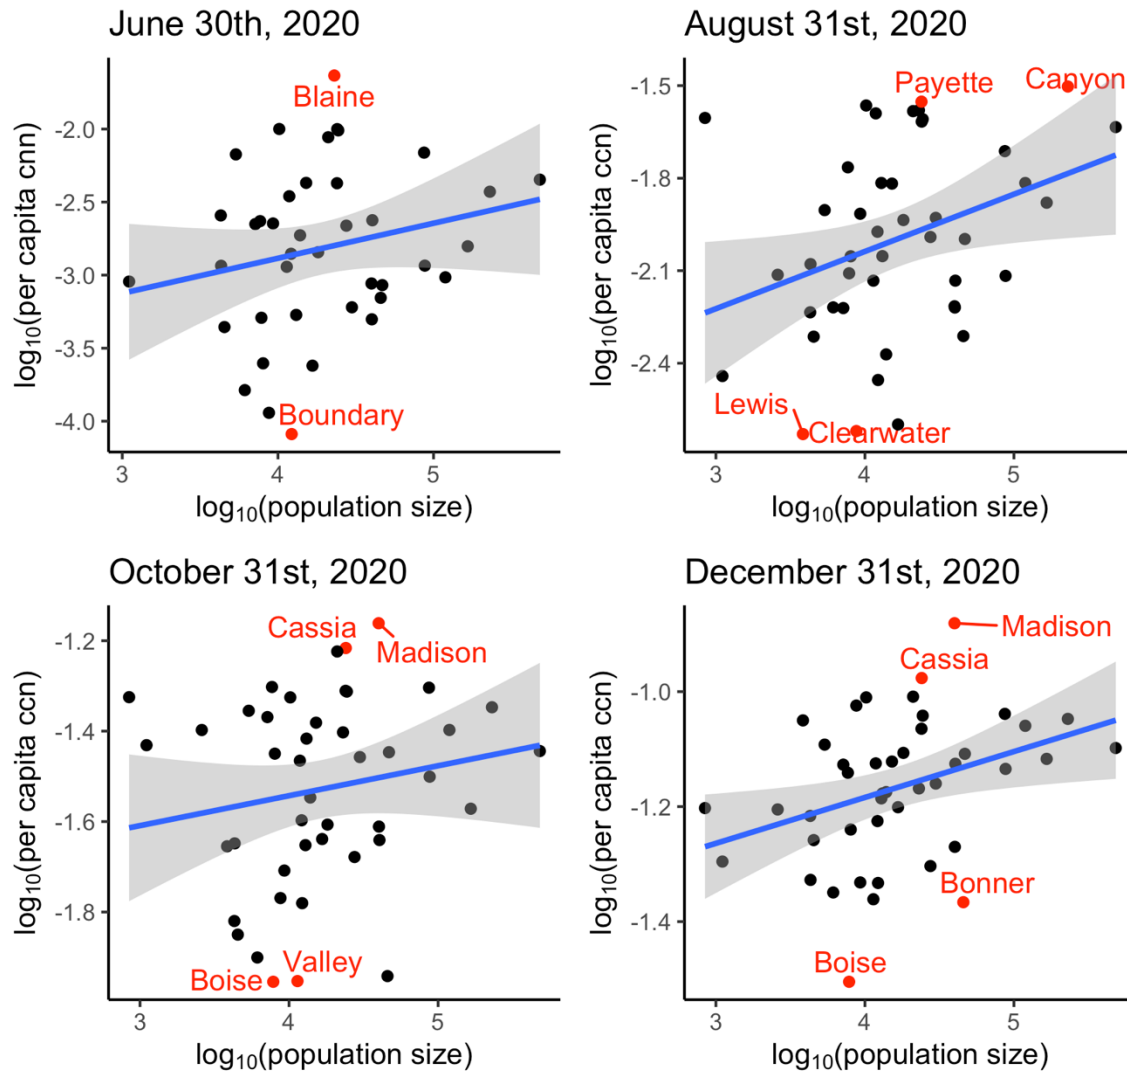 June 30th, 2020
log₁₀(per capita cnn)
-2.0
-2.5
-3.0
-3.5
-4.0
Blaine
Boundary
3
4
5
log₁₀(population size)
August 31st, 2020
log₁₀(per capita ccn)
-1.5
-1.8
-2.1
-2.4
Payette
Canyon
Lewis
Clearwater
3
4
5
log₁₀(population size)
October 31st, 2020
log₁₀(per capita ccn)
-1.2
-1.4
-1.6
-1.8
Cassia
Madison
Boise
Valley
3
4
5
log₁₀(population size)
December 31st, 2020
log₁₀(per capita ccn)
-1.0
-1.2
-1.4
Madison
Cassia
Bonner
Boise
3
4
5
log₁₀(population size)